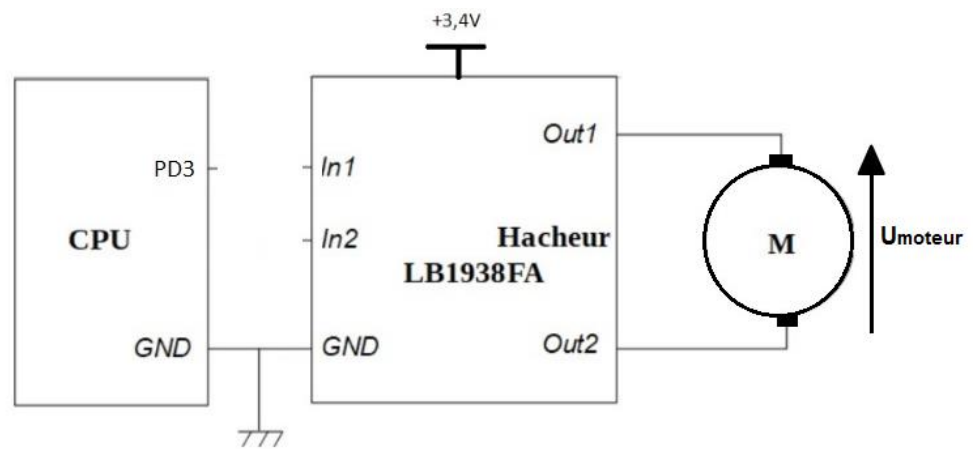 +3,4V
PD3
CPU
GND
In1
In2
Out1
Hacheur
LB1938FA
GND
Out2
M
Umoteur